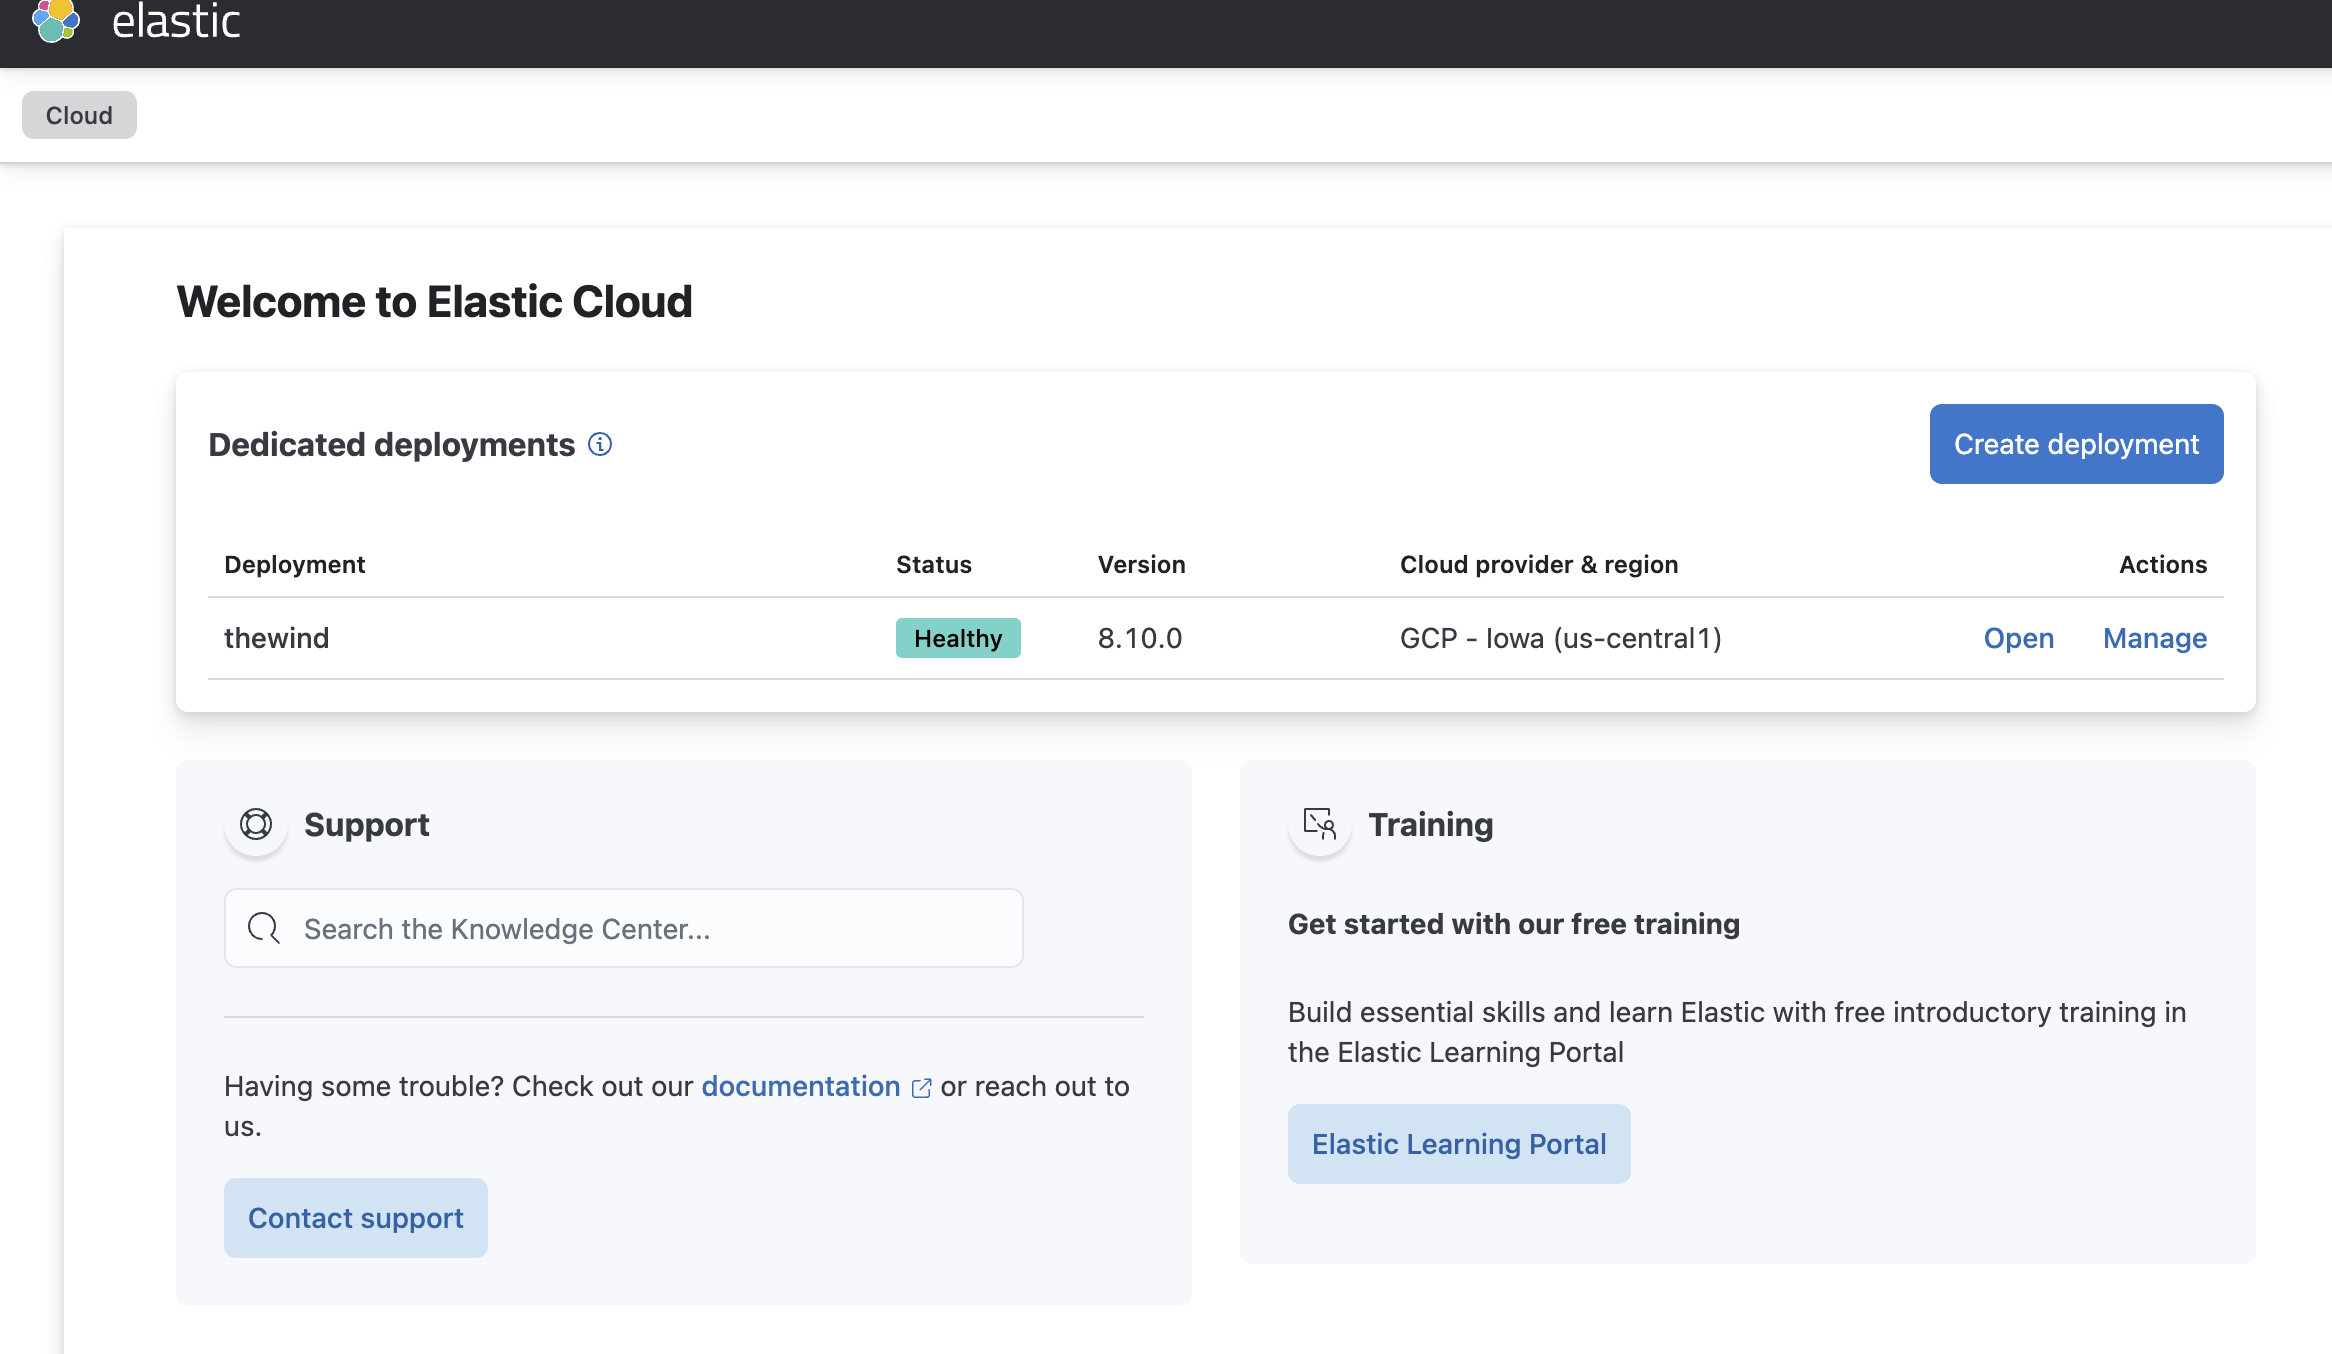 elastic
Cloud
Welcome to Elastic Cloud
Dedicated deployments
Create deployment
Deployment Status Version Cloud provider & region Actions
thewind Healthy 8.10.0 GCP - Iowa (us-central1) Open Manage
Support
Search the Knowledge Center...
Having some trouble? Check out our documentation or reach out to
us.
Contact support
Training
Get started with our free training
Build essential skills and learn Elastic with free introductory training in
the Elastic Learning Portal
Elastic Learning Portal